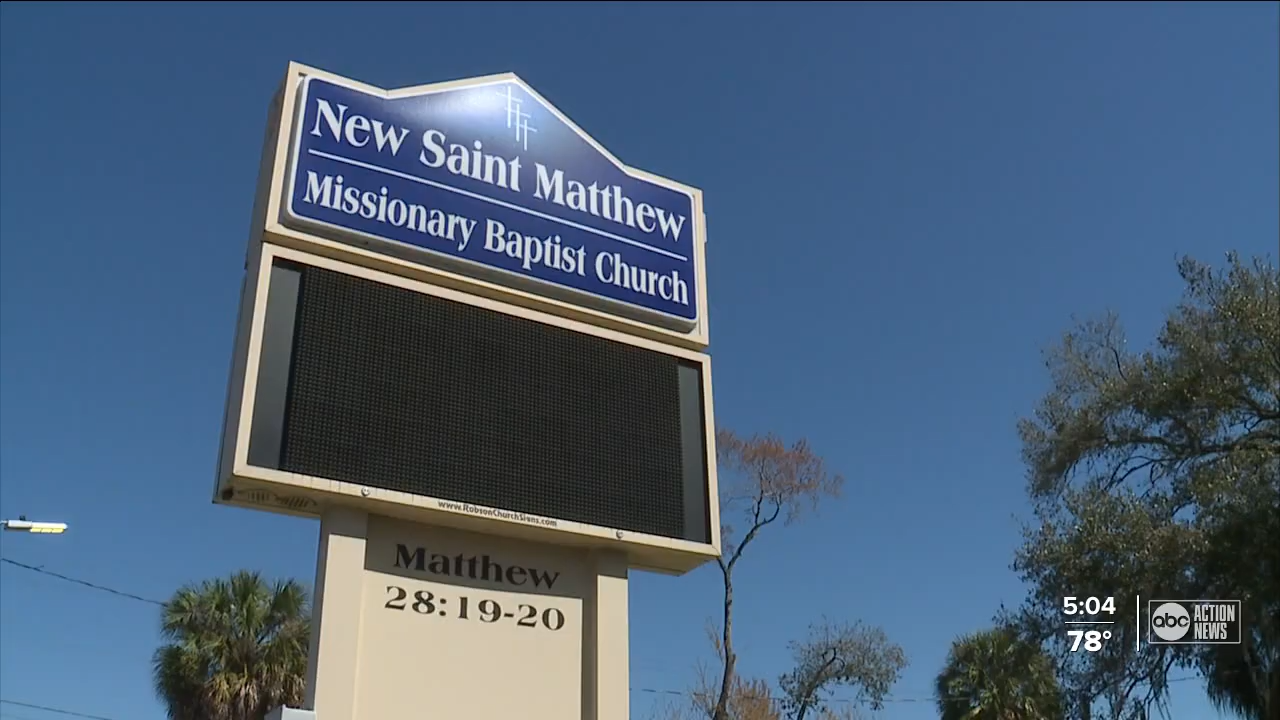 New Saint Matthew
Missionary Baptist Church
www.RobsonChurchSigns.com
Matthew
28:19-20
5:04
78°
abc ACTION
NEWS